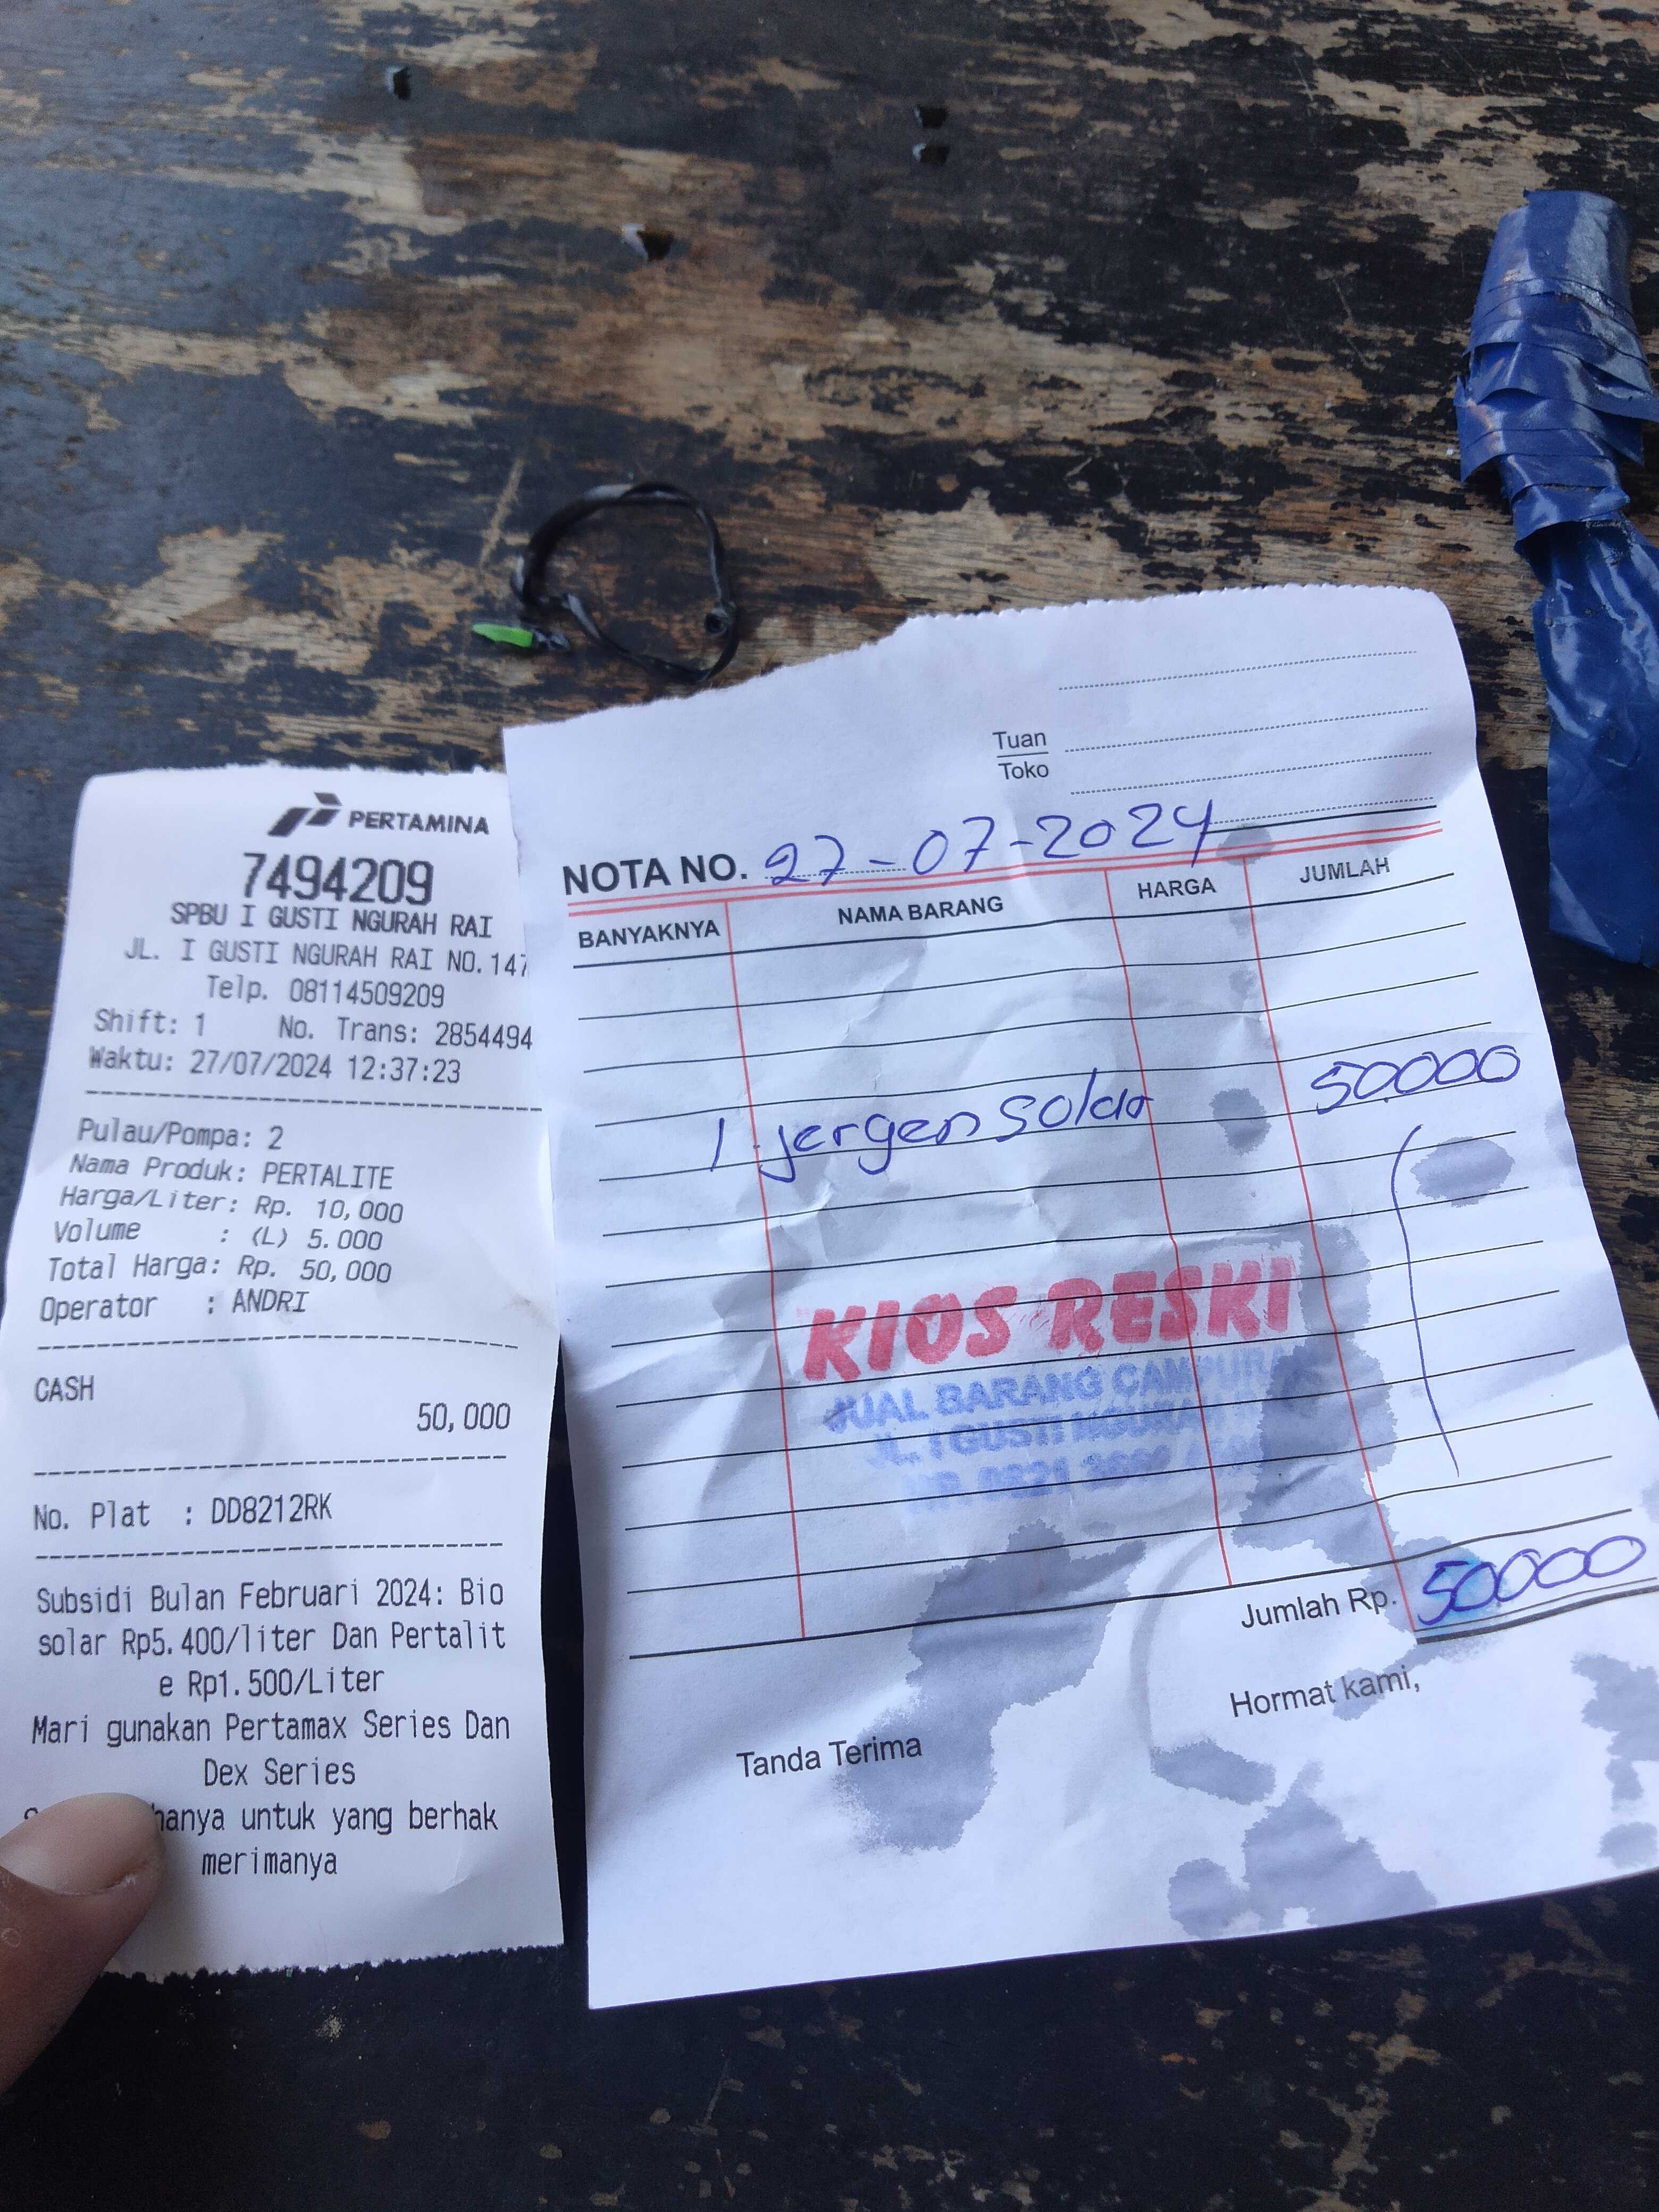 PERTAMINA
7494209
SPBU I GUSTI NGURAH RAI
JL. I GUSTI NGURAH RAI NO.147
Telp. 08114509209
Shift: 1 No. Trans: 2854494
Waktu: 27/07/2024 12:37:23
Pulau/Pompa: 2
Nama Produk: PERTALITE
Harga/Liter: Rp. 10,000
Volume : (L) 5.000
Total Harga: Rp. 50,000
Operator : ANDRI
CASH
50,000
No. Plat : DD8212RK
Subsidi Bulan Februari 2024: Bio
solar Rp5.400/liter Dan Pertalit
e Rp1.500/Liter
Mari gunakan Pertamax Series Dan
Dex Series
hanya untuk yang berhak
merimanya
Tuan
Toko
NOTA NO. 27-07-2024
BANYAKNYA NAMA BARANG HARGA JUMLAH
1 jergen solar 50.000
KIOS RESKI
JUAL BARANG CAMPURAN
JL. I GUSTI NGURAH
HP. 0821
Jumlah Rp. 50000
Tanda Terima
Hormat kami,